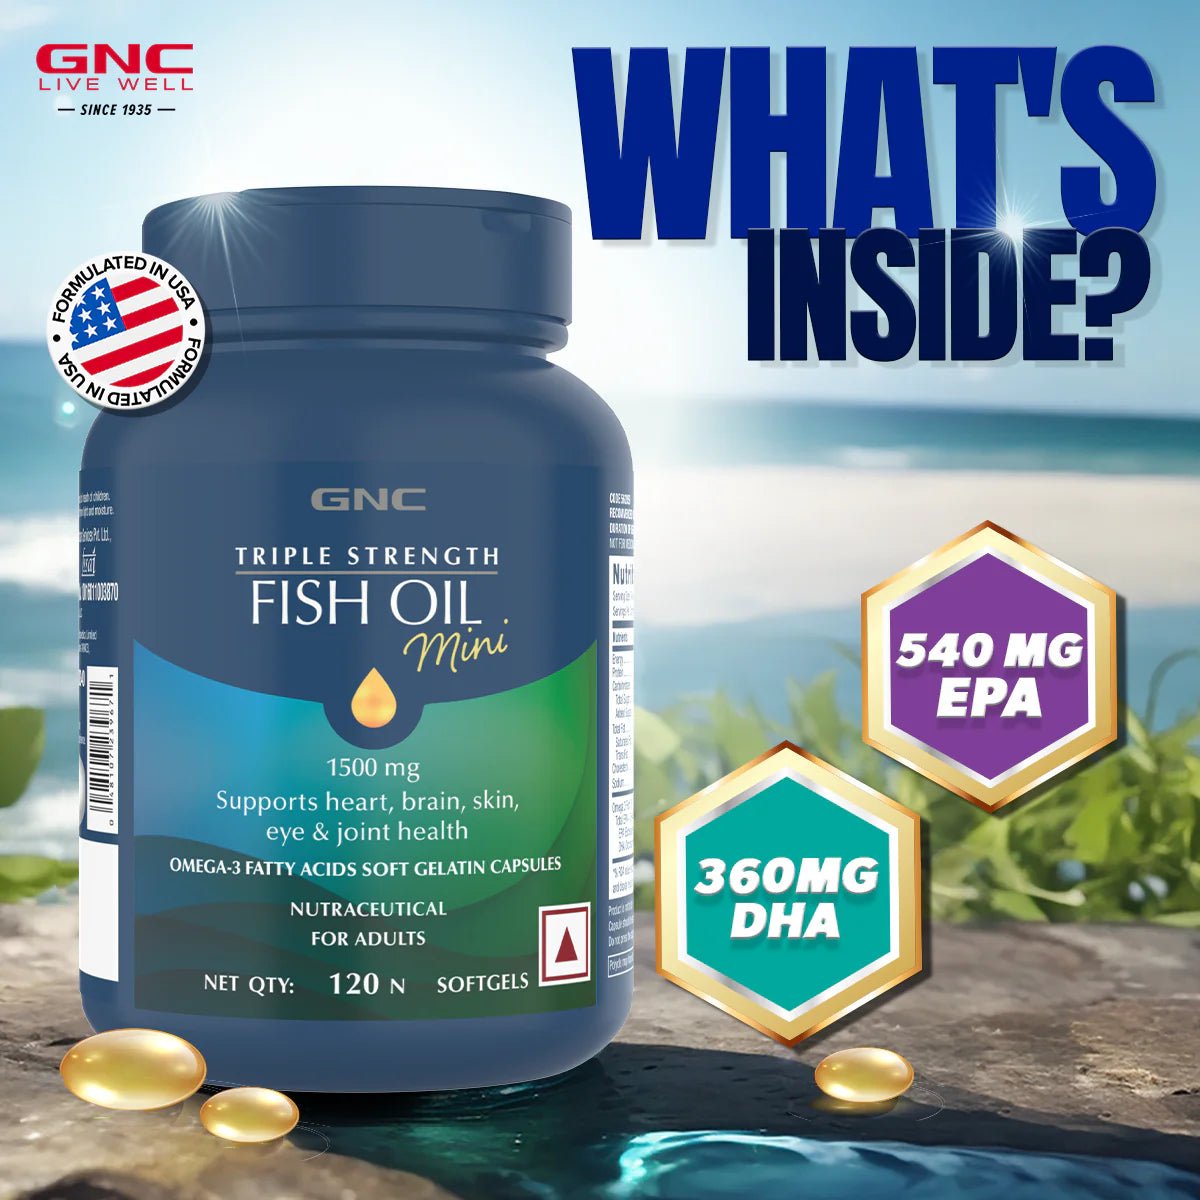 GNC
LIVE WELL
SINCE 1935
WHAT'S
INSIDE?
FORMULATED IN USA • FORMULATED IN USA •
GNC
TRIPLE STRENGTH
FISH OIL
mini
1500 mg
Supports heart, brain, skin,
eye & joint health
OMEGA-3 FATTY ACIDS SOFT GELATIN CAPSULES
NUTRACEUTICAL
FOR ADULTS
NET QTY: 120 N SOFTGELS
540 MG
EPA
360MG
DHA